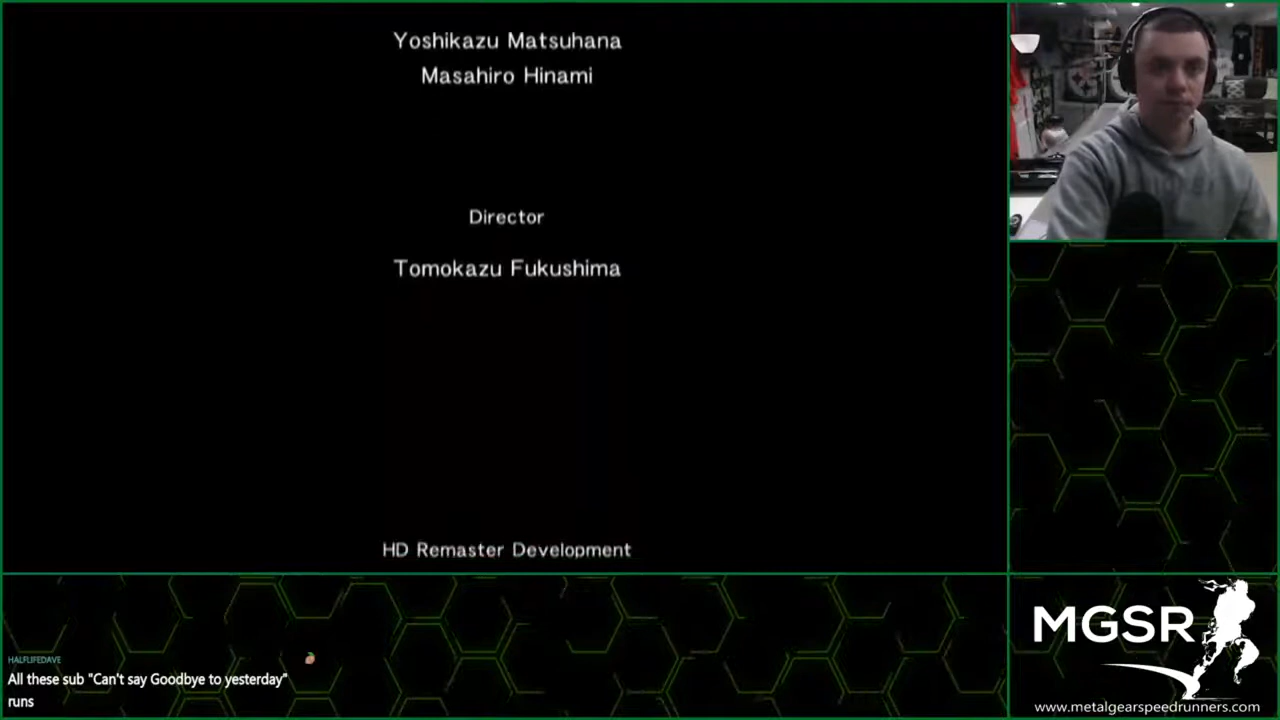 Yoshikazu Matsuhana
Masahiro Hinami
Director
Tomokazu Fukushima
HD Remaster Development
HALFLIFEDAVE
All these sub "Can't say Goodbye to yesterday"
runs
MGSR
www.metalgearspeedrunners.com